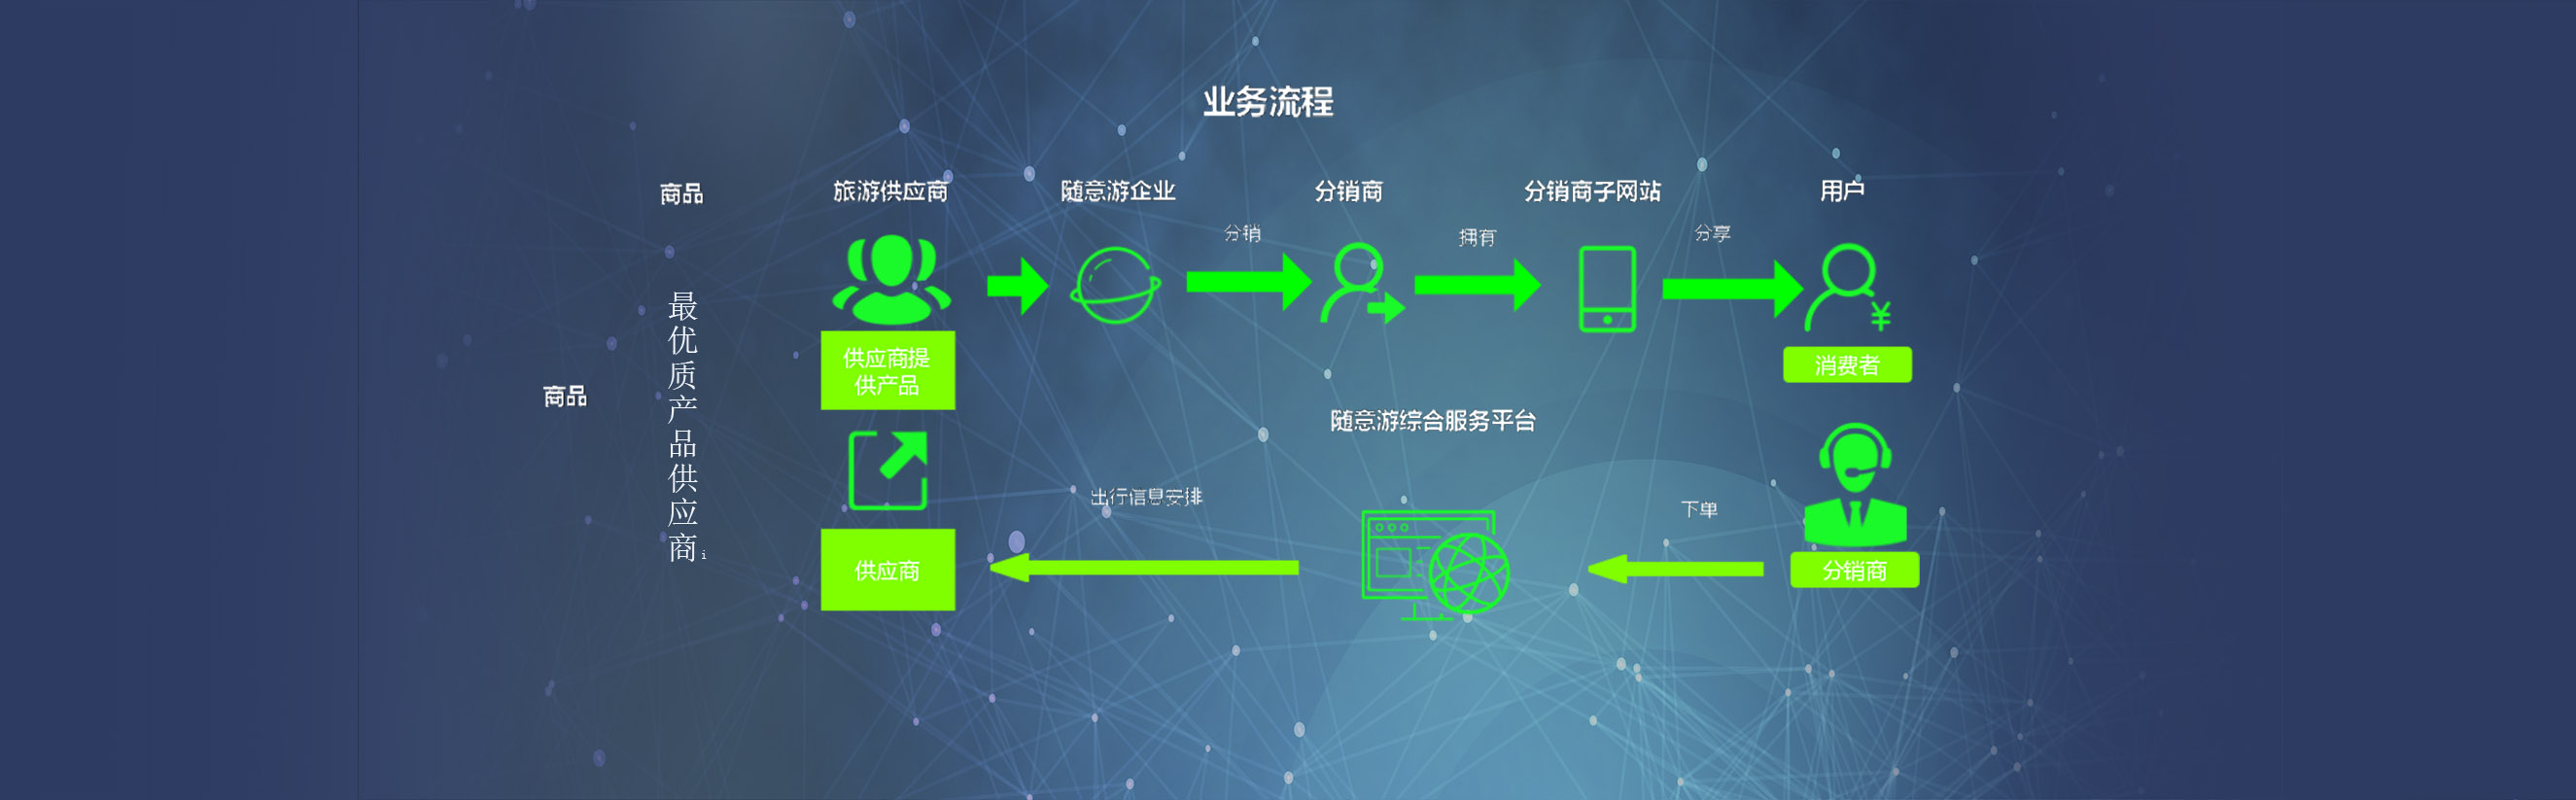 业务流程
商品
旅游供应商
随意游企业
分销商
分销商子网站
用户
分销
拥有
分享
最优质产品供应商i
供应商提
供产品
消费者
商品
随意游综合服务平台
出行信息安排
下单
供应商
分销商
¥